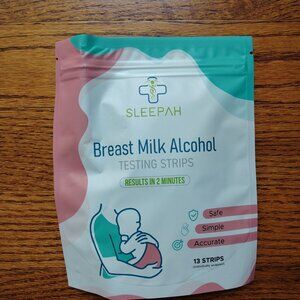 SLEEPAH
Breast Milk Alcohol
TESTING STRIPS
RESULTS IN 2 MINUTES
Safe
Simple
Accurate
13 STRIPS